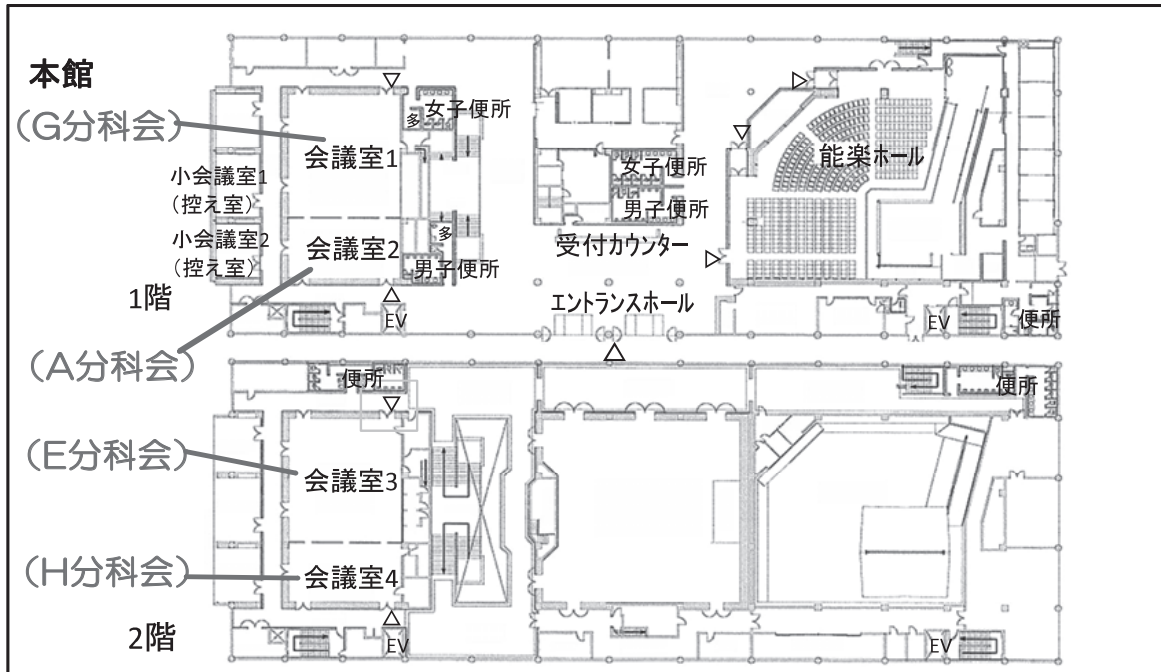 本館
(G分科会)
会議室1
小会議室1
(控え室)
小会議室2
(控え室)
会議室2
1階
(A分科会)
女子便所
多
多
男子便所
EV
女子便所
男子便所
受付カウンター
エントランスホール
能楽ホール
EV
便所
便所
(E分科会)
会議室3
(H分科会)
会議室4
2階
EV
便所
EV